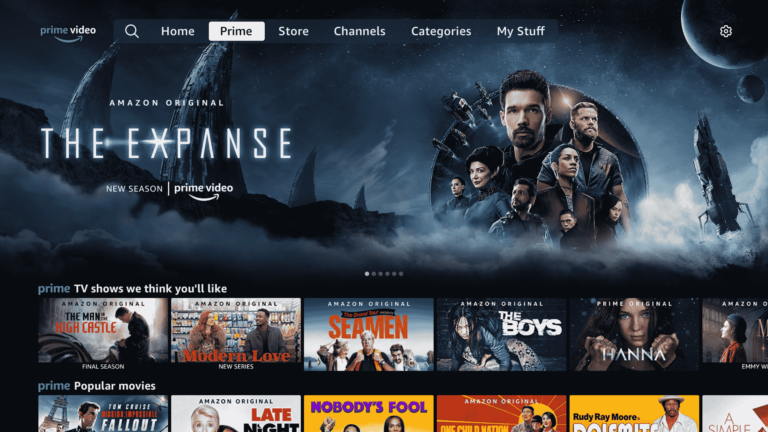 prime video
Home
Prime
Store
Channels
Categories
My Stuff
AMAZON ORIGINAL
THE EXPANSE
NEW SEASON | prime video
prime TV shows we think you'll like
AMAZON ORIGINAL
THE MAN IN THE
HIGH CASTLE
FINAL SEASON
AMAZON ORIGINAL
Modern Love
NEW SERIES
AMAZON ORIGINAL
The Grand Tour
SEAMEN
AMAZON ORIGINAL
THE
BOYS
PRIME ORIGINAL
HANNA
AMAZON O
EMMY W
prime Popular movies
TOM CRUISE
MISSION:IMPOSSIBLE
FALLOUT
AMAZON ORIGINAL
LATE
NIGHT
NOBODY'S FOOL
AMAZON ORIGINAL
ONE CHILD NATION
Rudy Ray Moore is
DOLEMITE
A
SIMPLE